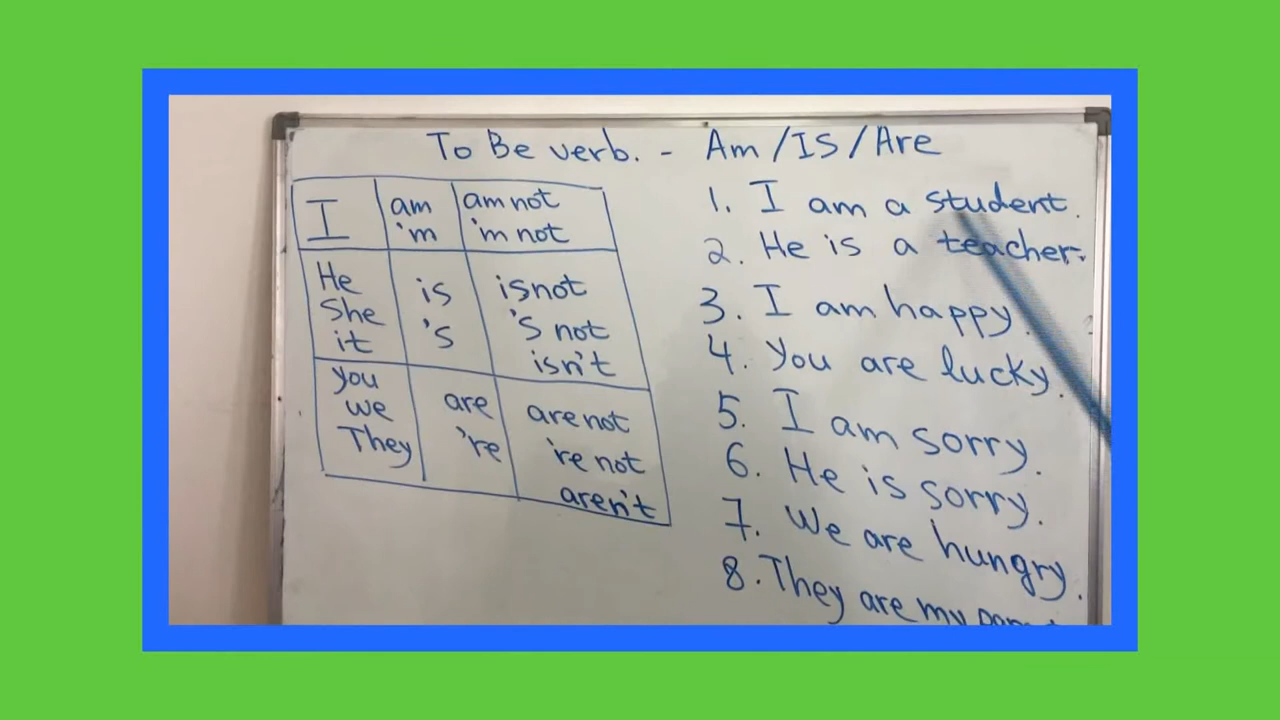 To Be verb. - Am/IS/Are
I am am not
'm 'm not
He
She is is not
it 's 's not
isn't
you
we are are not
They 're 're not
aren't
1. I am a student.
2. He is a teacher.
3. I am happy.
4. You are lucky.
5. I am sorry.
6. He is sorry.
7. We are hungry.
8. They are my